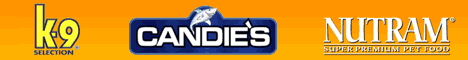 k-9
SELECTION
CANDIE'S
NUTRAM®
SUPER PREMIUM PET FOOD